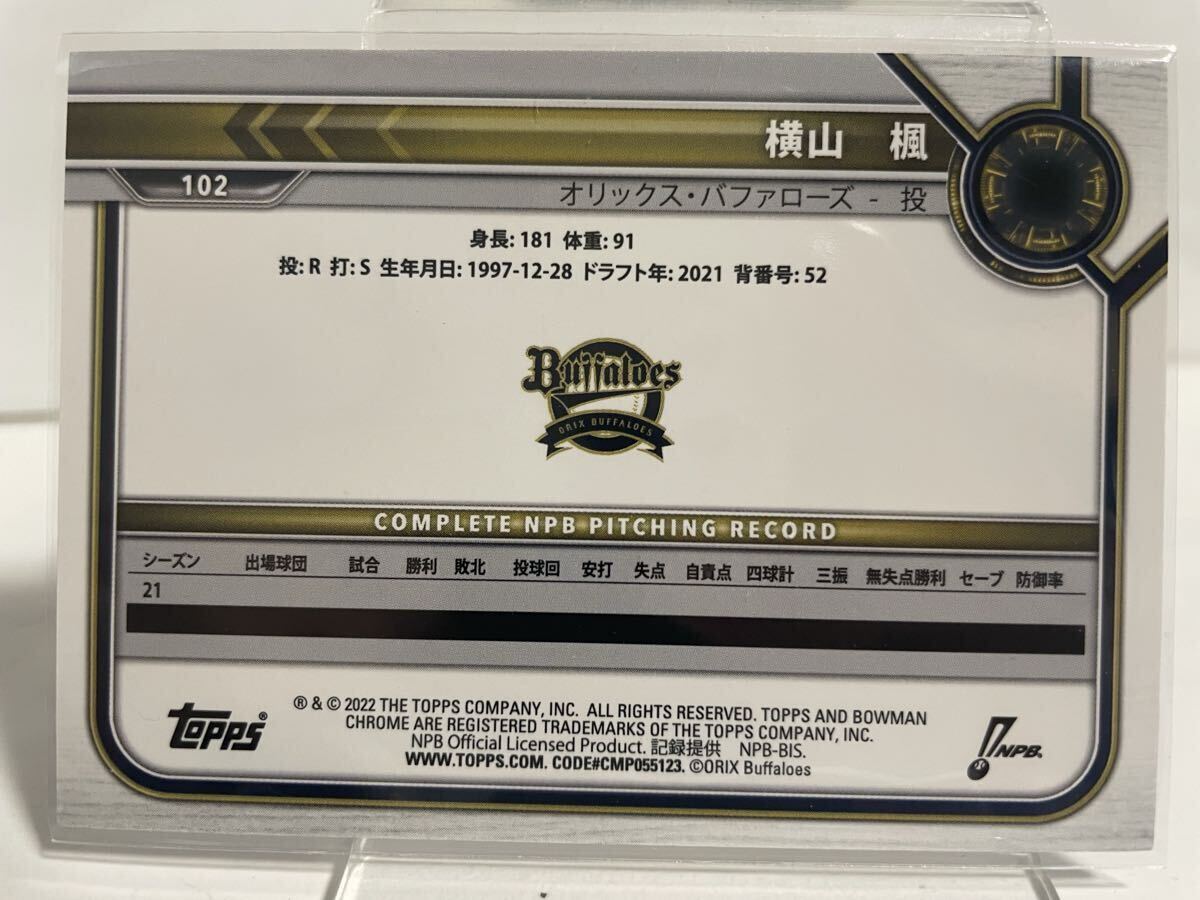 横山 楓
102
オリックス・バファローズ - 投
身長: 181 体重: 91
投: R 打: S 生年月日: 1997-12-28 ドラフト年: 2021 背番号: 52
Buffaloes
ORIX BUFFALOES
COMPLETE NPB PITCHING RECORD
シーズン 出場球団 試合 勝利 敗北 投球回 安打 失点 自責点 四球計 三振 無失点勝利 セーブ 防御率
21
® & © 2022 THE TOPPS COMPANY, INC. ALL RIGHTS RESERVED. TOPPS AND BOWMAN
CHROME ARE REGISTERED TRADEMARKS OF THE TOPPS COMPANY, INC.
NPB Official Licensed Product. 記録提供 NPB-BIS.
WWW.TOPPS.COM. CODE#CMP055123. ©ORIX Buffaloes
topps®
NPB.